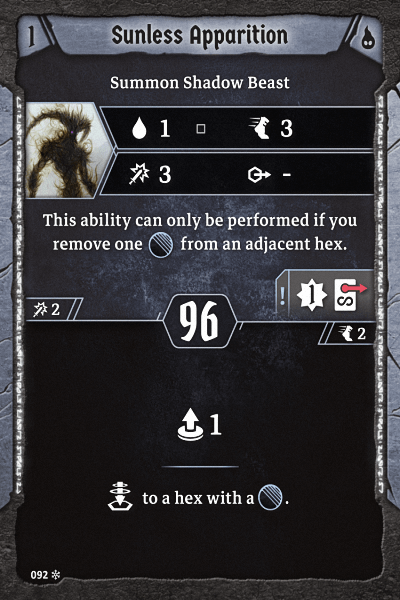 1 Sunless Apparition
Summon Shadow Beast
1 3
3 -
This ability can only be performed if you
remove one from an adjacent hex.
! 1 S
2 96 2
1
to a hex with a .
092